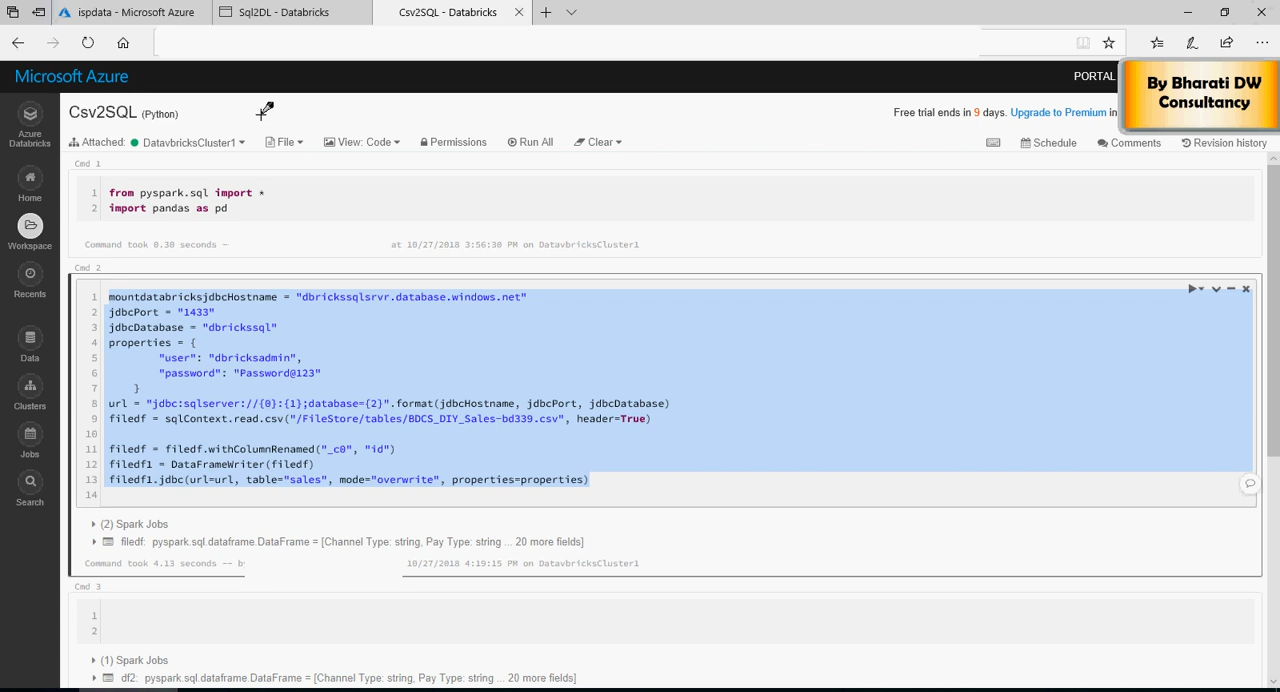 ispdata - Microsoft Azure
Sql2DL - Databricks
Csv2SQL - Databricks
Microsoft Azure
PORTAL
By Bharati DW
Consultancy
Csv2SQL (Python)
Free trial ends in 9 days. Upgrade to Premium in
Attached: DatavbricksCluster1 File View: Code Permissions Run All Clear Schedule Comments Revision history
Azure
Databricks
Home
Workspace
Recents
Data
Clusters
Jobs
Search
Cmd 1
1 from pyspark.sql import *
2 import pandas as pd
Command took 0.30 seconds – at 10/27/2018 3:56:30 PM on DatavbricksCluster1
Cmd 2
1 mountdatabricksjdbcHostname = "dbrickssqlsrvr.database.windows.net"
2 jdbcPort = "1433"
3 jdbcDatabase = "dbrickssql"
4 properties = {
5 "user": "dbricksadmin",
6 "password": "Password@123"
7 }
8 url = "jdbc:sqlserver://{0}:{1};database={2}".format(jdbcHostname, jdbcPort, jdbcDatabase)
9 filedf = sqlContext.read.csv("/FileStore/tables/BDCS_DIY_Sales-bd339.csv", header=True)
10
11 filedf = filedf.withColumnRenamed("_c0", "id")
12 filedf1 = DataFrameWriter(filedf)
13 filedf1.jdbc(url=url, table="sales", mode="overwrite", properties=properties)
14
(2) Spark Jobs
filedf: pyspark.sql.dataframe.DataFrame = [Channel Type: string, Pay Type: string ... 20 more fields]
Command took 4.13 seconds -- by 10/27/2018 4:19:15 PM on DatavbricksCluster1
Cmd 3
1
2
(1) Spark Jobs
df2: pyspark.sql.dataframe.DataFrame = [Channel Type: string, Pay Type: string ... 20 more fields]